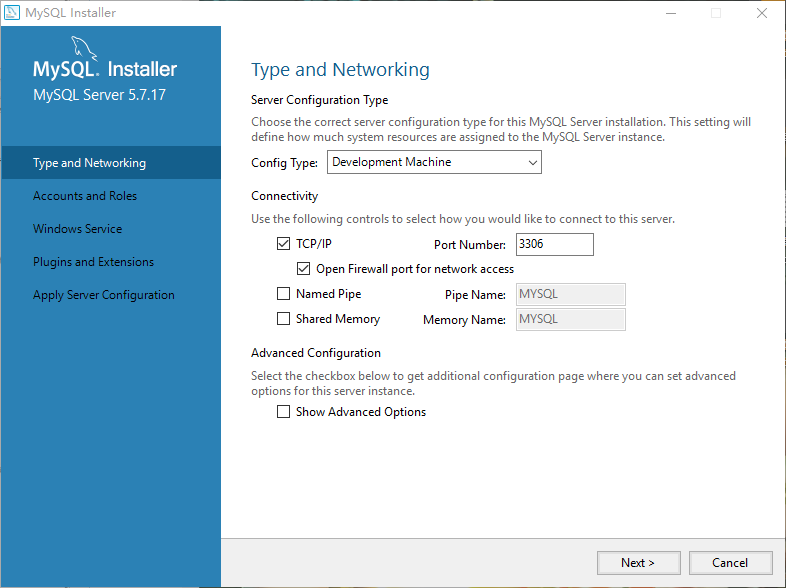 MySQL Installer
MySQL. Installer
MySQL Server 5.7.17
Type and Networking
Accounts and Roles
Windows Service
Plugins and Extensions
Apply Server Configuration
Type and Networking
Server Configuration Type
Choose the correct server configuration type for this MySQL Server installation. This setting will
define how much system resources are assigned to the MySQL Server instance.
Config Type: Development Machine
Connectivity
Use the following controls to select how you would like to connect to this server.
TCP/IP Port Number: 3306
Open Firewall port for network access
Named Pipe Pipe Name: MYSQL
Shared Memory Memory Name: MYSQL
Advanced Configuration
Select the checkbox below to get additional configuration page where you can set advanced
options for this server instance.
Show Advanced Options
Next > Cancel